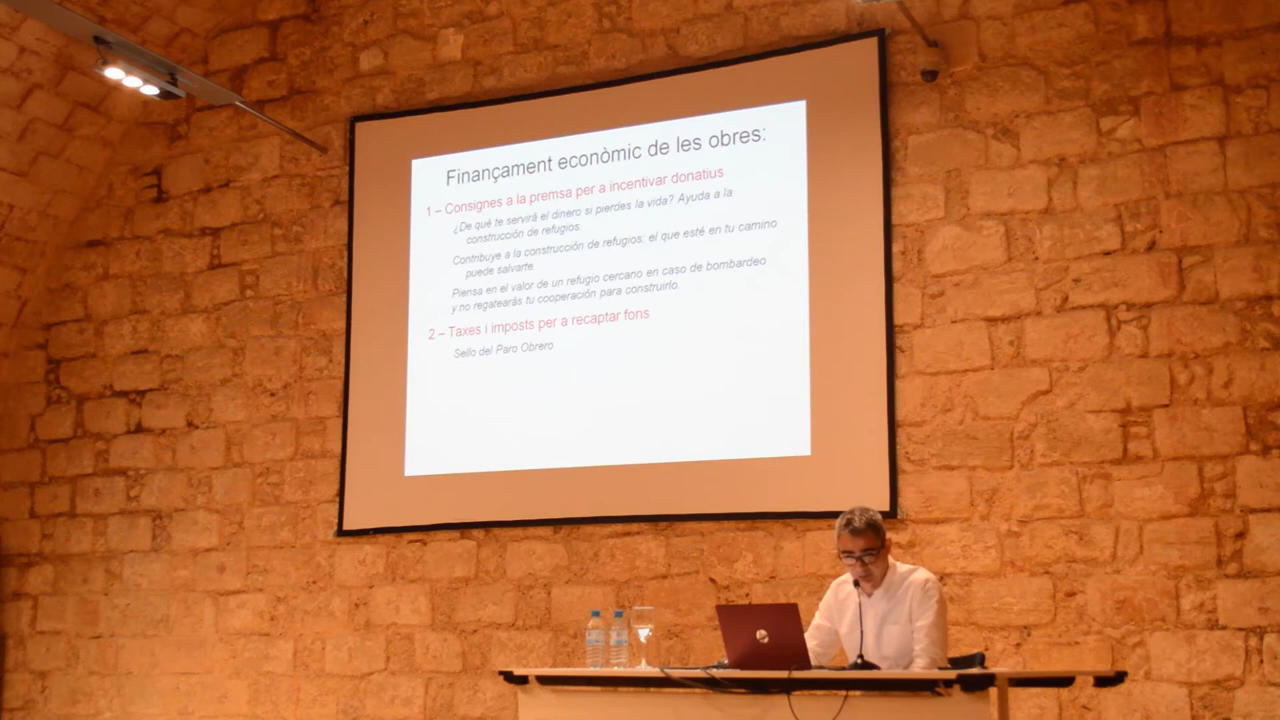 Finançament econòmic de les obres:
1 – Consignes a la premsa per a incentivar donatius
¿De qué te servirá el dinero si pierdes la vida? Ayuda a la
construcción de refugios.
Contribuye a la construcción de refugios: el que esté en tu camino
puede salvarte.
Piensa en el valor de un refugio cercano en caso de bombardeo
y no regatearás tu cooperación para construirlo.
2 – Taxes i imposts per a recaptar fons
Sello del Paro Obrero